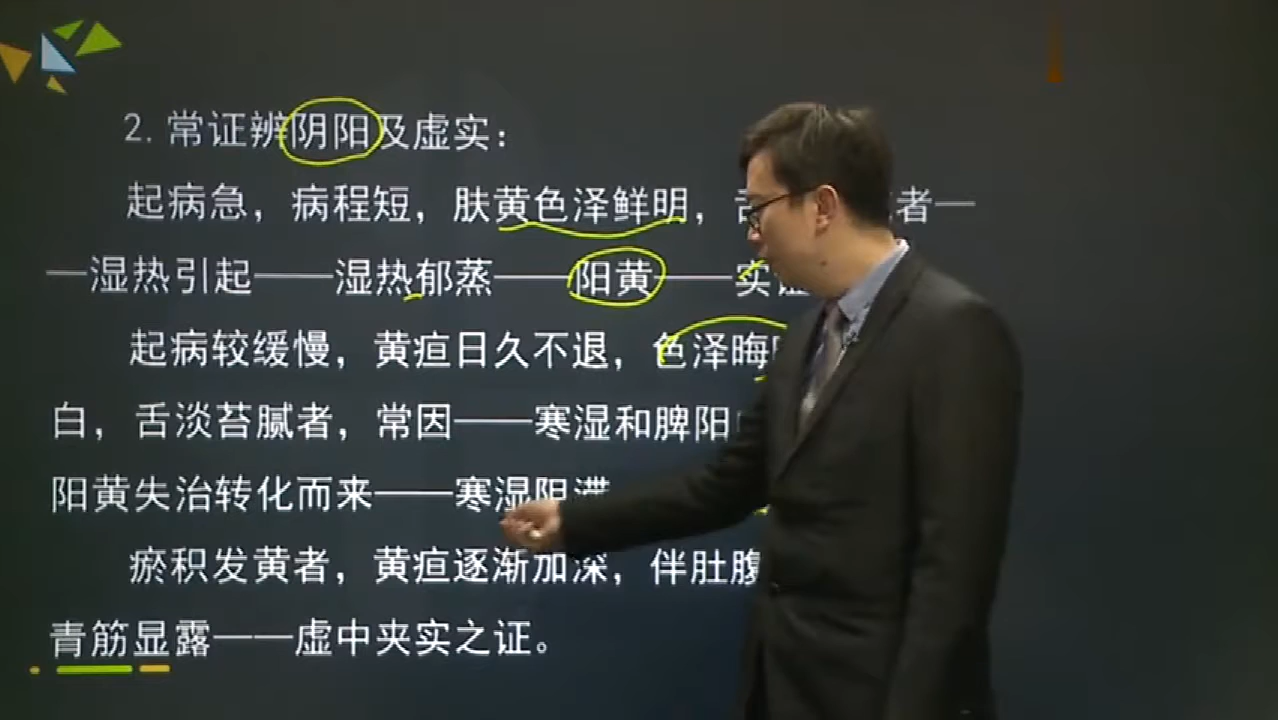 2. 常证辨阴阳及虚实：
起病急，病程短，肤黄色泽鲜明，舌 者—
—湿热引起——湿热郁蒸——阳黄——实证
起病较缓慢，黄疸日久不退，色泽晦
白，舌淡苔腻者，常因——寒湿和脾阳
阳黄失治转化而来——寒湿阻滞
瘀积发黄者，黄疸逐渐加深，伴肚腹
青筋显露——虚中夹实之证。